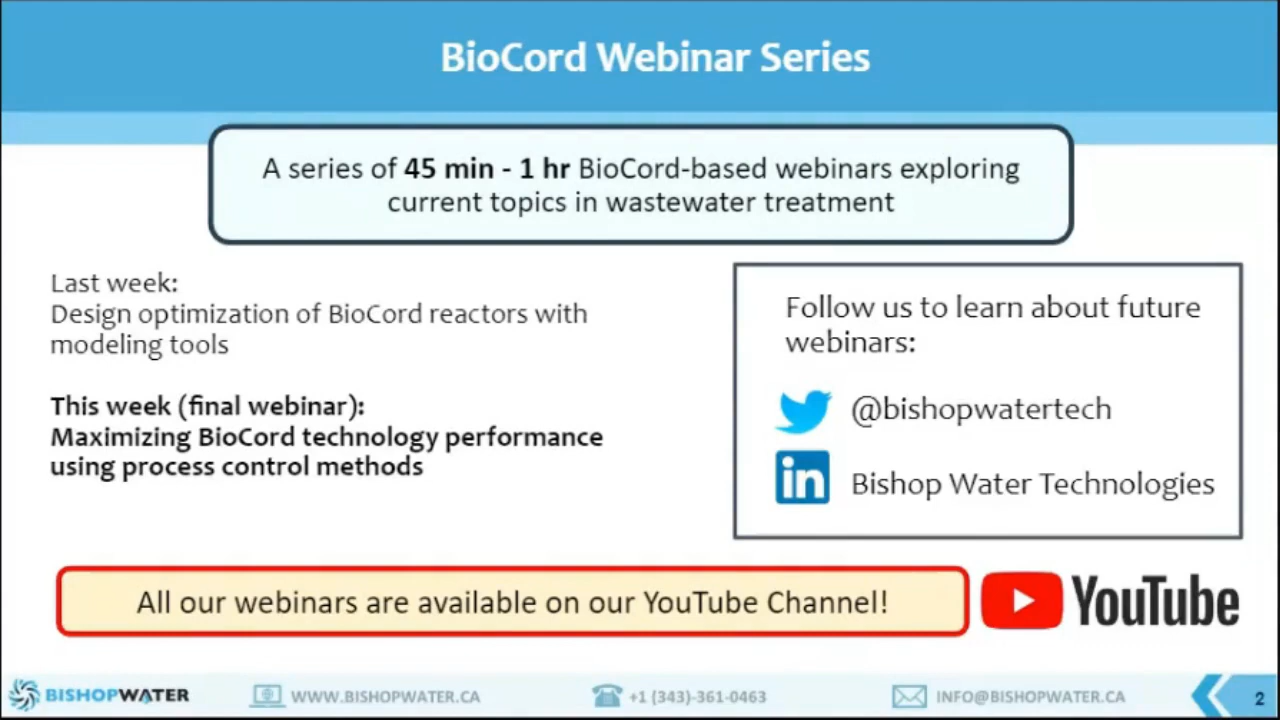 BioCord Webinar Series
A series of 45 min - 1 hr BioCord-based webinars exploring
current topics in wastewater treatment
Last week:
Design optimization of BioCord reactors with
modeling tools
This week (final webinar):
Maximizing BioCord technology performance
using process control methods
Follow us to learn about future
webinars:
@bishopwatertech
in
Bishop Water Technologies
All our webinars are available on our YouTube Channel!
YouTube
BISHOPWATER
WWW.BISHOPWATER.CA
+1 (343)-361-0463
INFO@BISHOPWATER.CA
2